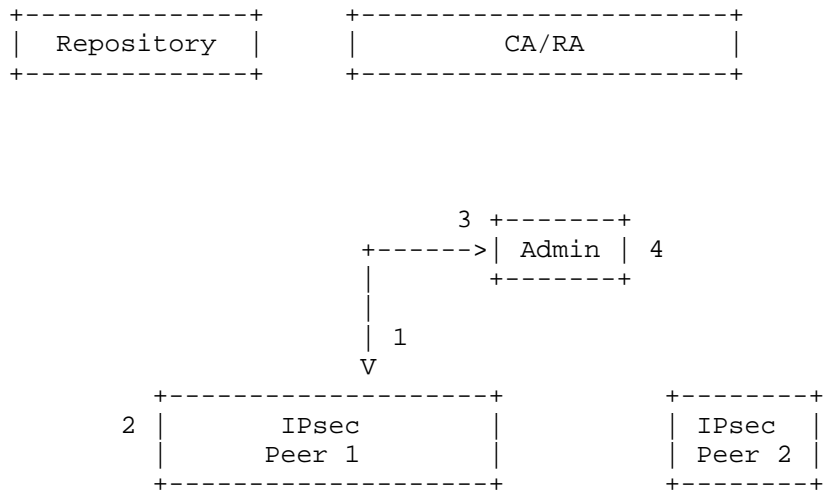 Repository CA/RA
3
Admin 4
1
2 IPsec IPsec
Peer 1 Peer 2